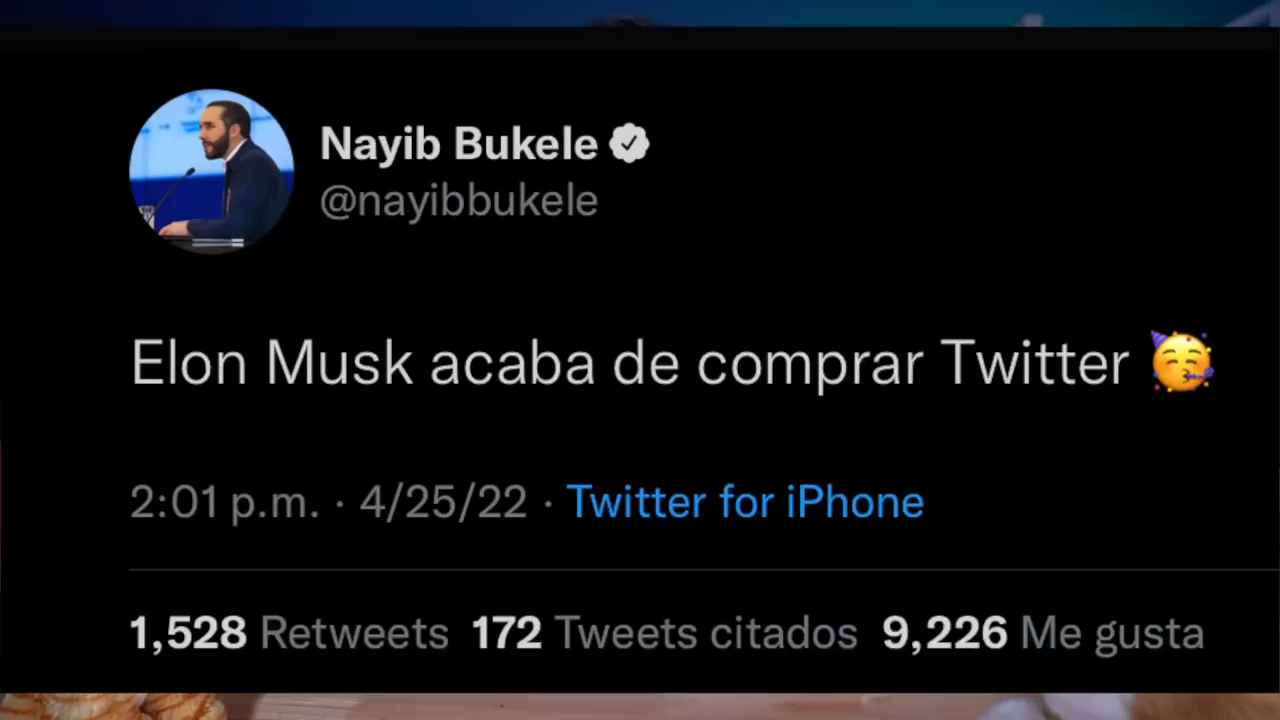 Nayib Bukele
@nayibbukele
Elon Musk acaba de comprar Twitter 🥳
2:01 p.m. · 4/25/22 · Twitter for iPhone
1,528 Retweets 172 Tweets citados 9,226 Me gusta